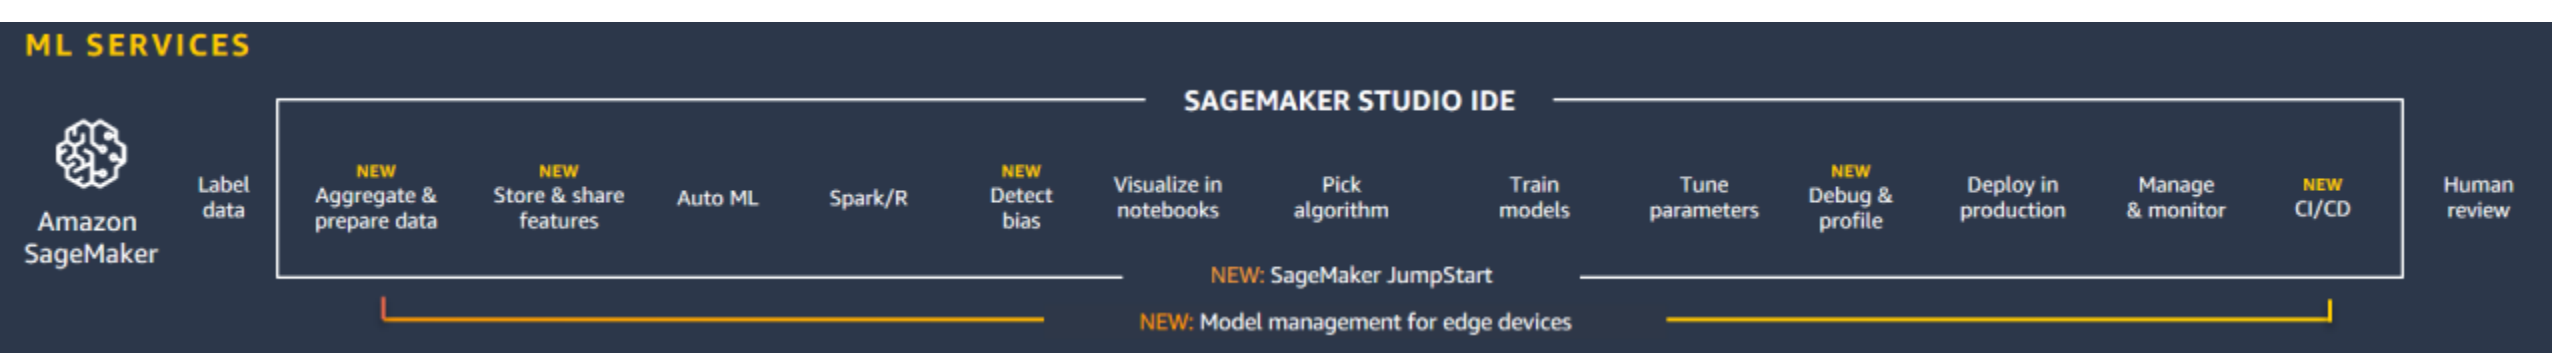 ML SERVICES
SAGEMAKER STUDIO IDE
Amazon
SageMaker
Label
data
NEW
Aggregate &
prepare data
NEW
Store & share
features
Auto ML
Spark/R
NEW
Detect
bias
Visualize in
notebooks
Pick
algorithm
Train
models
Tune
parameters
NEW
Debug &
profile
Deploy in
production
Manage
& monitor
NEW
CI/CD
Human
review
NEW: SageMaker JumpStart
NEW: Model management for edge devices